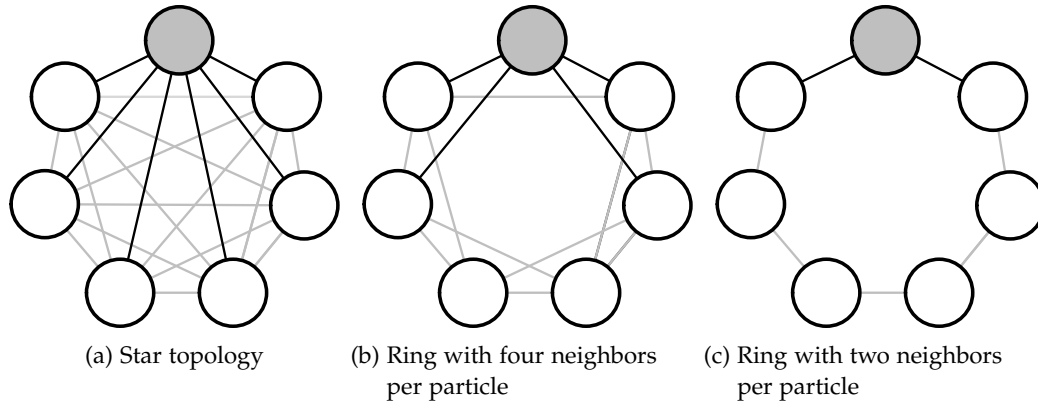 (a) Star topology
(b) Ring with four neighbors
per particle
(c) Ring with two neighbors
per particle